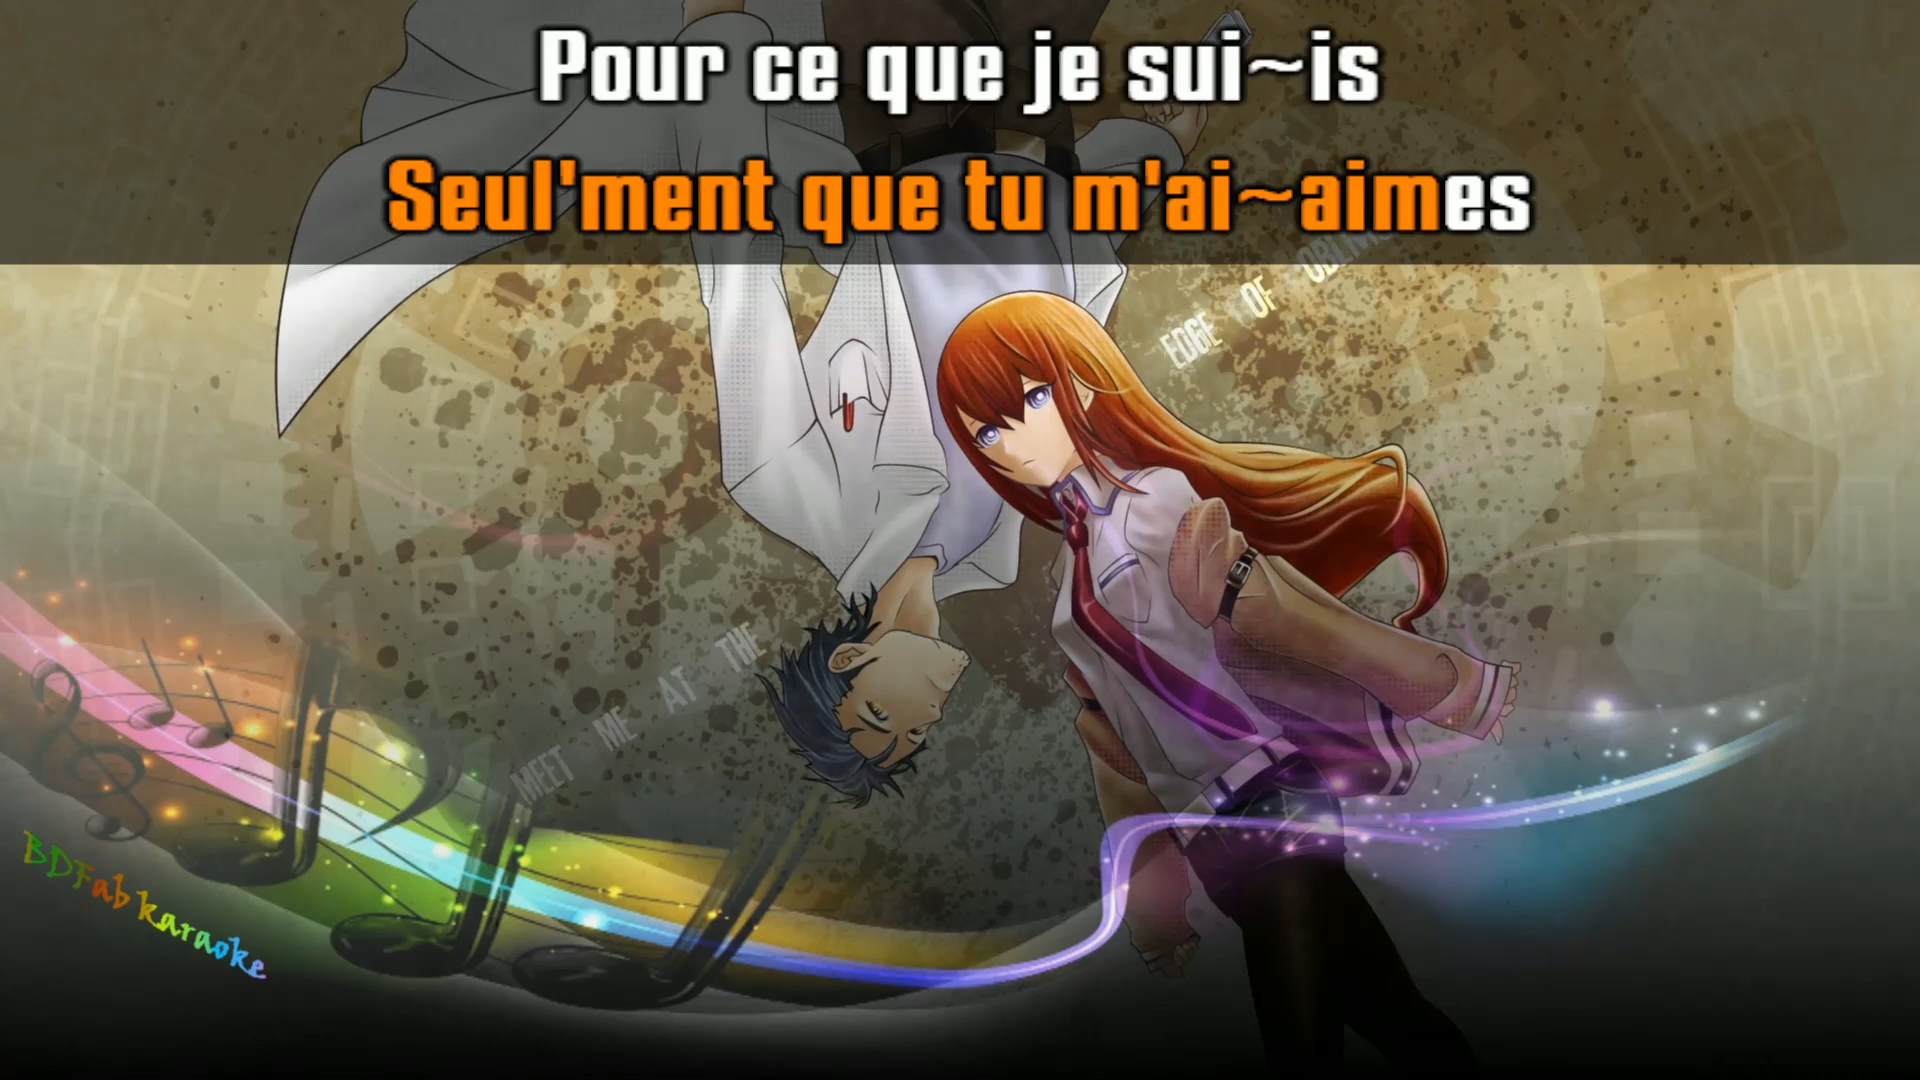 Pour ce que je sui~is
Seul'ment que tu m'ai~aimes
EDGE OF OBLIVION
MEET ME AT THE
BDFab karaoke